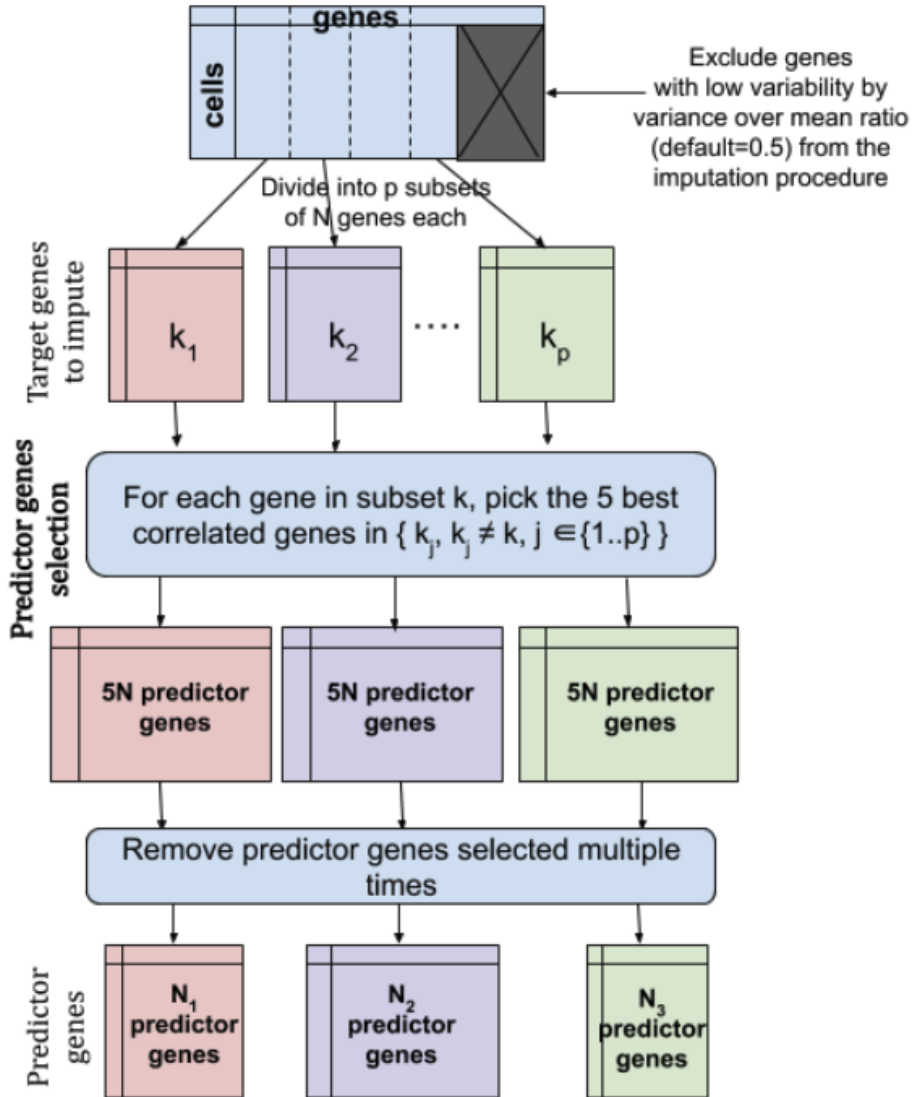 genes
cells
Exclude genes
with low variability by
variance over mean ratio
(default=0.5) from the
imputation procedure
Divide into p subsets
of N genes each
Target genes
to impute
k₁
k₂
....
kₚ
Predictor genes
selection
For each gene in subset k, pick the 5 best
correlated genes in { kⱼ, kⱼ ≠ k, j ∈{1..p} }
5N predictor
genes
5N predictor
genes
5N predictor
genes
Remove predictor genes selected multiple
times
Predictor
genes
N₁
predictor
genes
N₂
predictor
genes
N₃
predictor
genes